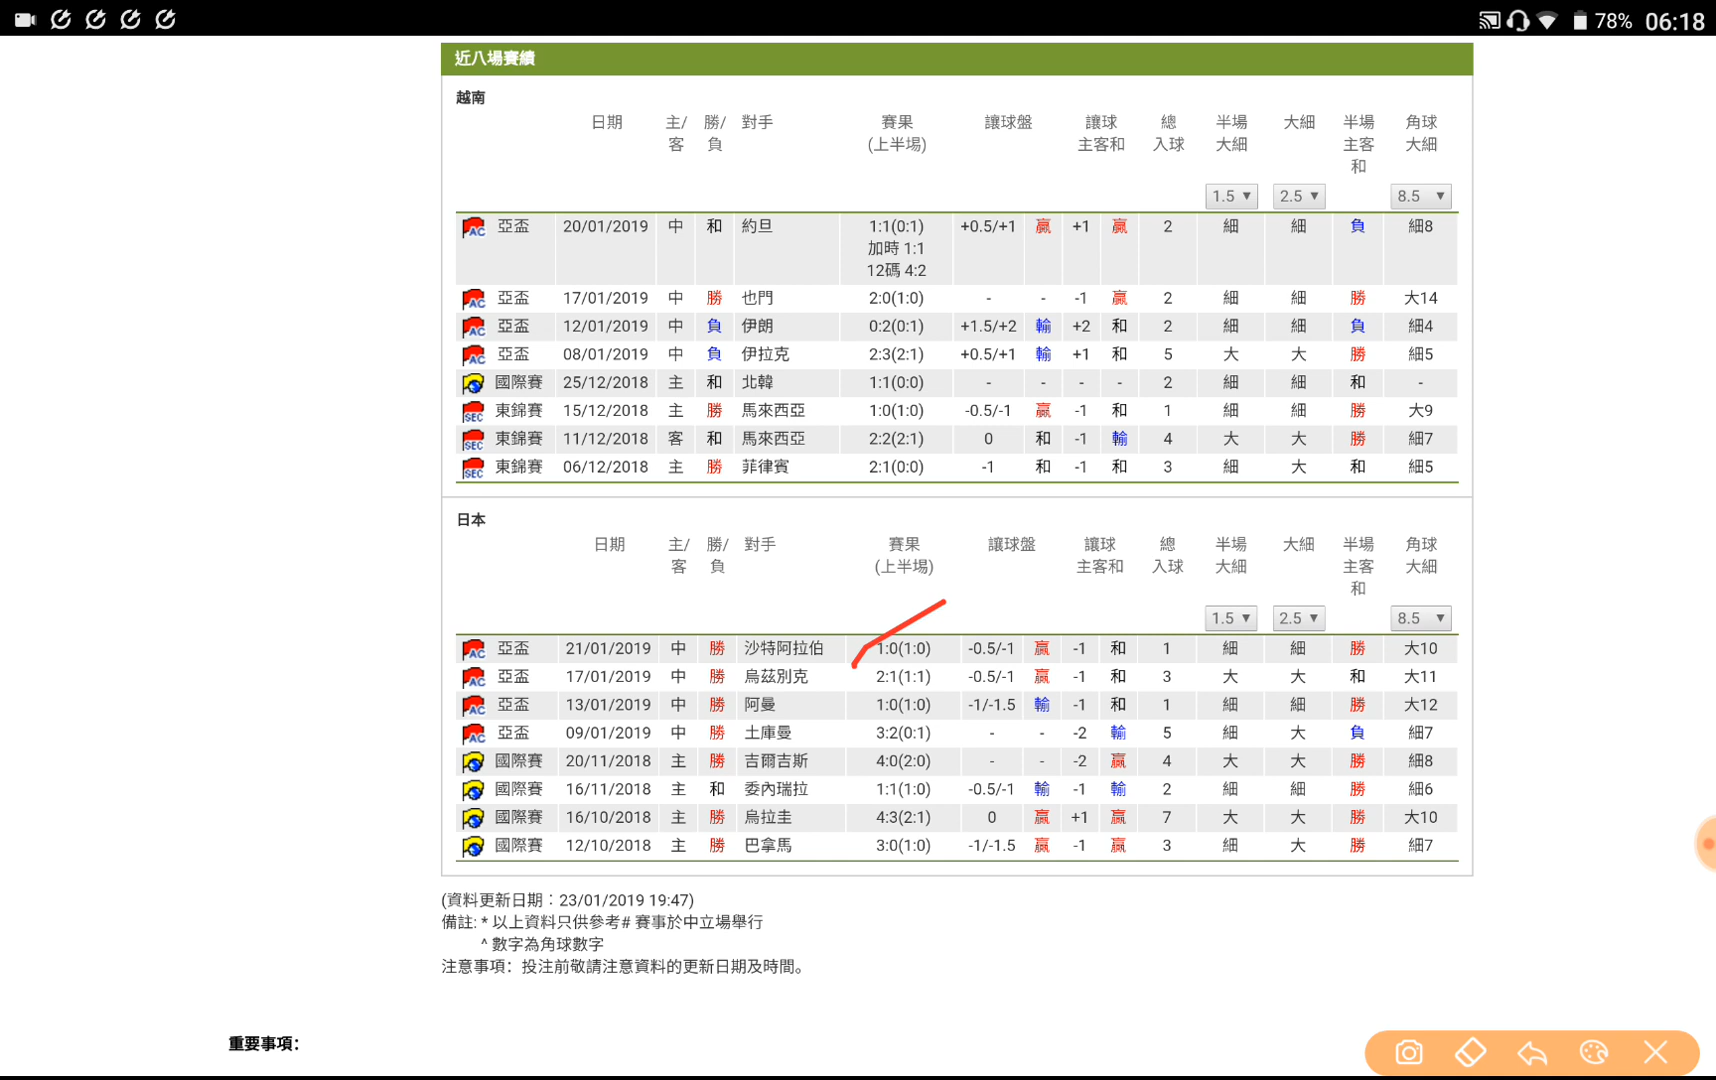 78% 06:18
近八場賽績
越南
日期 主/客 勝/負 對手 賽果(上半場) 讓球盤 讓球主客和 總入球 半場大細 大細 半場主客和 角球大細
1.5 ▼ 2.5 ▼ 8.5 ▼
AC 亞盃 20/01/2019 中 和 約旦 1:1(0:1) +0.5/+1 贏 +1 贏 2 細 細 負 細8
加時 1:1
12碼 4:2
AC 亞盃 17/01/2019 中 勝 也門 2:0(1:0) - - -1 贏 2 細 細 勝 大14
AC 亞盃 12/01/2019 中 負 伊朗 0:2(0:1) +1.5/+2 輸 +2 和 2 細 細 負 細4
AC 亞盃 08/01/2019 中 負 伊拉克 2:3(2:1) +0.5/+1 輸 +1 和 5 大 大 勝 細5
國際賽 25/12/2018 主 和 北韓 1:1(0:0) - - - - 2 細 細 和 -
SEC 東錦賽 15/12/2018 主 勝 馬來西亞 1:0(1:0) -0.5/-1 贏 -1 和 1 細 細 勝 大9
SEC 東錦賽 11/12/2018 客 和 馬來西亞 2:2(2:1) 0 和 -1 輸 4 大 大 勝 細7
SEC 東錦賽 06/12/2018 主 勝 菲律賓 2:1(0:0) -1 和 -1 和 3 細 大 和 細5
日本
日期 主/客 勝/負 對手 賽果(上半場) 讓球盤 讓球主客和 總入球 半場大細 大細 半場主客和 角球大細
1.5 ▼ 2.5 ▼ 8.5 ▼
AC 亞盃 21/01/2019 中 勝 沙特阿拉伯 1:0(1:0) -0.5/-1 贏 -1 和 1 細 細 勝 大10
AC 亞盃 17/01/2019 中 勝 烏茲別克 2:1(1:1) -0.5/-1 贏 -1 和 3 大 大 和 大11
AC 亞盃 13/01/2019 中 勝 阿曼 1:0(1:0) -1/-1.5 輸 -1 和 1 細 細 勝 大12
AC 亞盃 09/01/2019 中 勝 土庫曼 3:2(0:1) - - -2 輸 5 細 大 負 細7
國際賽 20/11/2018 主 勝 吉爾吉斯 4:0(2:0) - - -2 贏 4 大 大 勝 細8
國際賽 16/11/2018 主 和 委內瑞拉 1:1(1:0) -0.5/-1 輸 -1 輸 2 細 細 勝 細6
國際賽 16/10/2018 主 勝 烏拉圭 4:3(2:1) 0 贏 +1 贏 7 大 大 勝 大10
國際賽 12/10/2018 主 勝 巴拿馬 3:0(1:0) -1/-1.5 贏 -1 贏 3 細 大 勝 細7
(資料更新日期：23/01/2019 19:47)
備註: * 以上資料只供參考# 賽事於中立場舉行
^ 數字為角球數字
注意事項：投注前敬請注意資料的更新日期及時間。
重要事項：